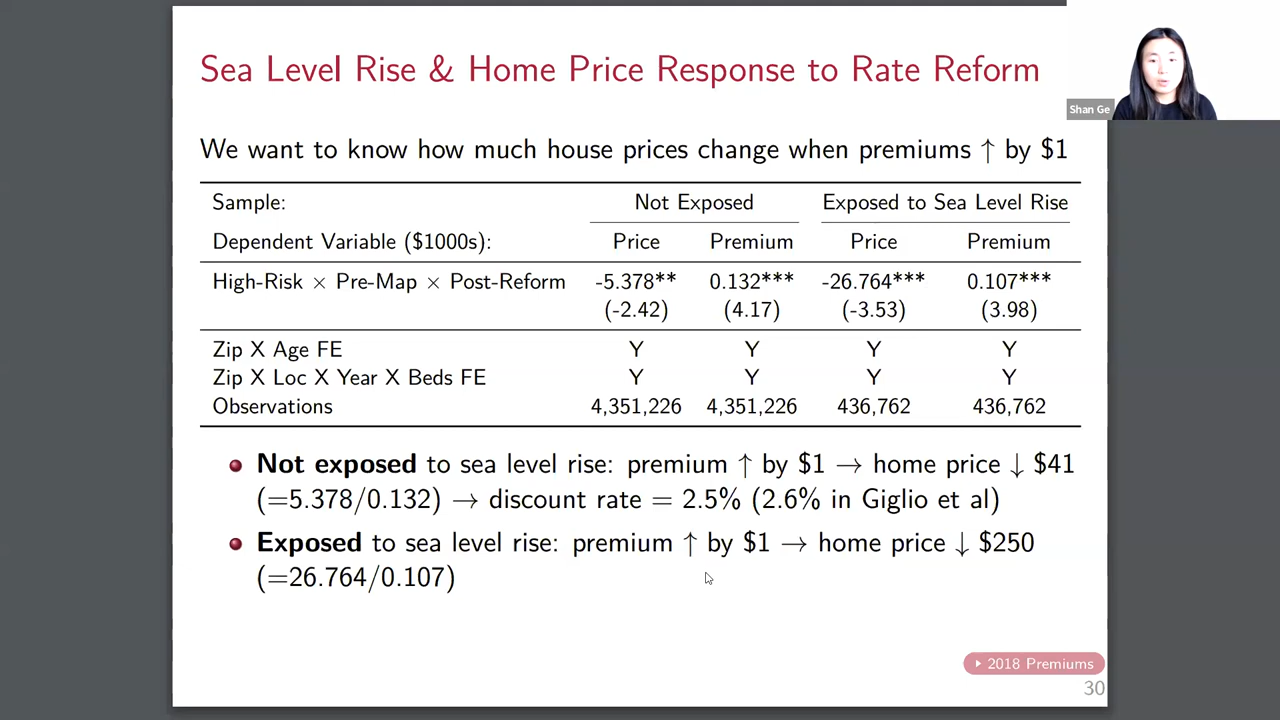 Sea Level Rise & Home Price Response to Rate Reform
Shan Ge
We want to know how much house prices change when premiums ↑ by $1
Sample: Not Exposed Exposed to Sea Level Rise
Dependent Variable ($1000s): Price Premium Price Premium
High-Risk × Pre-Map × Post-Reform -5.378** 0.132*** -26.764*** 0.107***
(-2.42) (4.17) (-3.53) (3.98)
Zip X Age FE Y Y Y Y
Zip X Loc X Year X Beds FE Y Y Y Y
Observations 4,351,226 4,351,226 436,762 436,762
Not exposed to sea level rise: premium ↑ by $1 → home price ↓ $41
(=5.378/0.132) → discount rate = 2.5% (2.6% in Giglio et al)
Exposed to sea level rise: premium ↑ by $1 → home price ↓ $250
(=26.764/0.107)
2018 Premiums
30